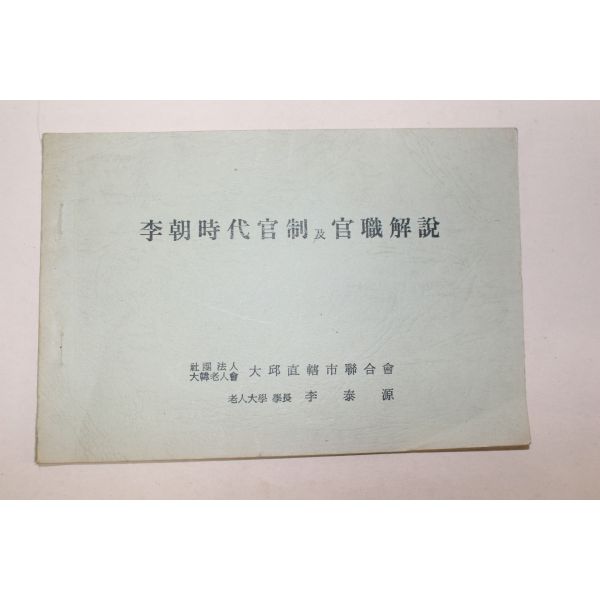 李朝時代官制及官職解說
社團法人
大韓老人會 大邱直轄市聯合會
老人大學 學長 李泰源